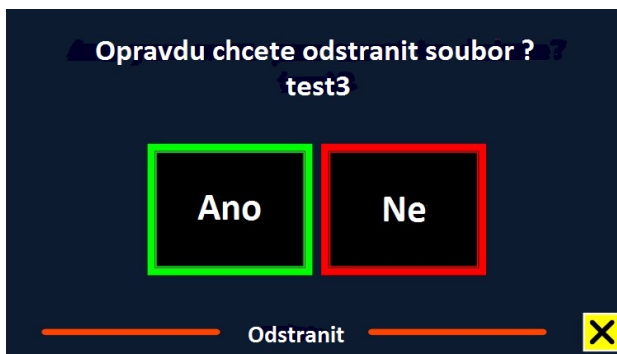 Opravdu chcete odstranit soubor ?
test3
Ano
Ne
Odstranit